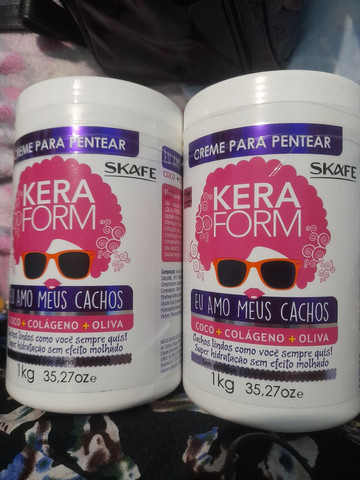 CREME PARA PENTEAR
SKAFE
KERA
FORM
EU AMO MEUS CACHOS
COCO + COLÁGENO + OLIVA
Cachos lindos como você sempre quis!
Super hidratação sem efeito molhado
1kg 35,27oz e
CREME PARA PENTEAR
SKAFE
KERA
FORM
EU AMO MEUS CACHOS
COCO + COLÁGENO + OLIVA
Cachos lindos como você sempre quis!
Super hidratação sem efeito molhado
1kg 35,27oz e